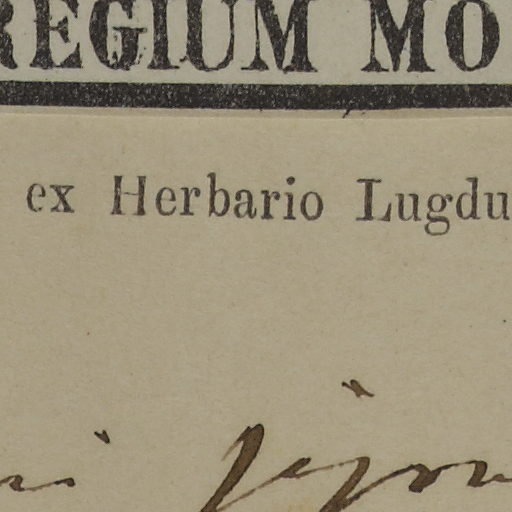 REGIUM MO
ex Herbario Lugdu